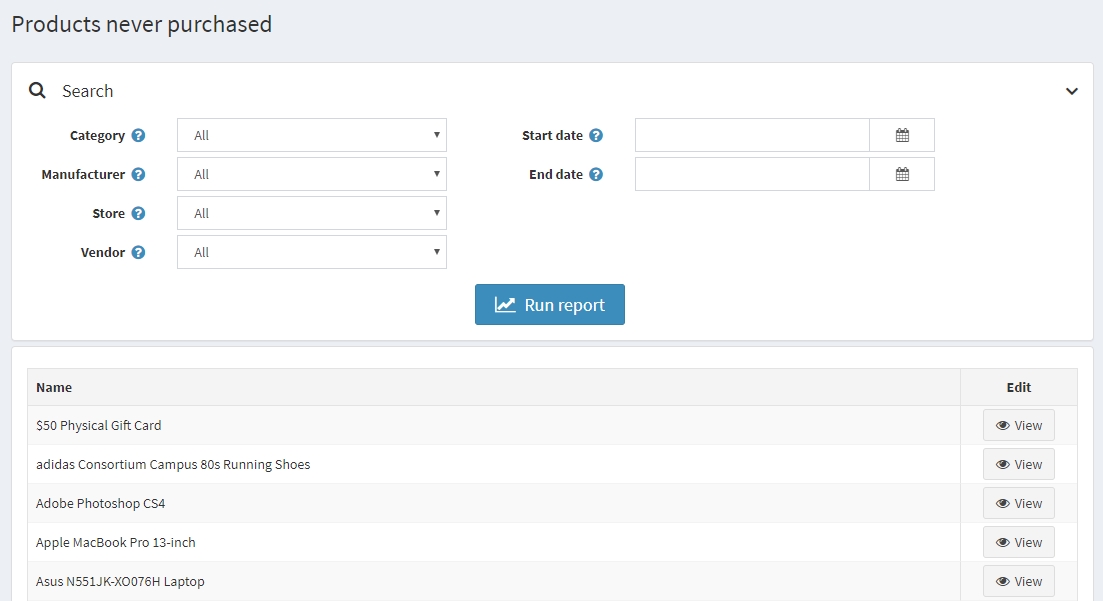 Products never purchased
Search
Category All Start date
Manufacturer All End date
Store All
Vendor All
Run report
Name Edit
$50 Physical Gift Card View
adidas Consortium Campus 80s Running Shoes View
Adobe Photoshop CS4 View
Apple MacBook Pro 13-inch View
Asus N551JK-XO076H Laptop View